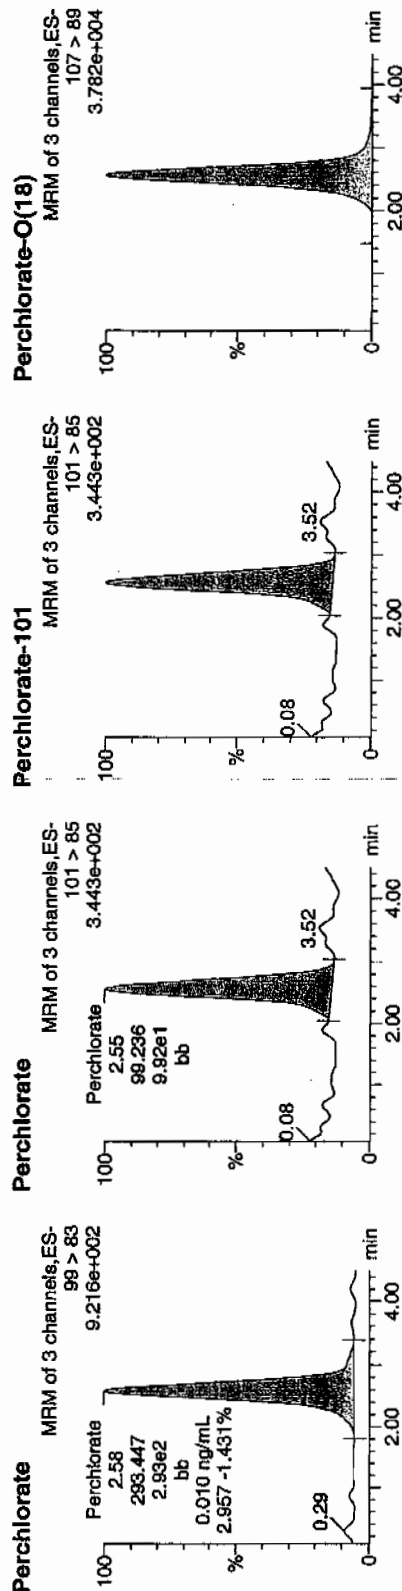 Perchlorate
MRM of 3 channels,ES-
99 > 83
9.216e+002
100
Perchlorate
2.58
293.447
2.93e2
bb
0.010 ng/mL
2.957 -1.431%
%
0.29
0
2.00
4.00
min
Perchlorate
MRM of 3 channels,ES-
101 > 85
3.443e+002
100
Perchlorate
2.55
99.236
9.92e1
bb
%
0.08
3.52
0
2.00
4.00
min
Perchlorate-101
MRM of 3 channels,ES-
101 > 85
3.443e+002
100
%
0.08
3.52
0
2.00
4.00
min
Perchlorate-O(18)
MRM of 3 channels,ES-
107 > 89
3.782e+004
100
%
0
2.00
4.00
min